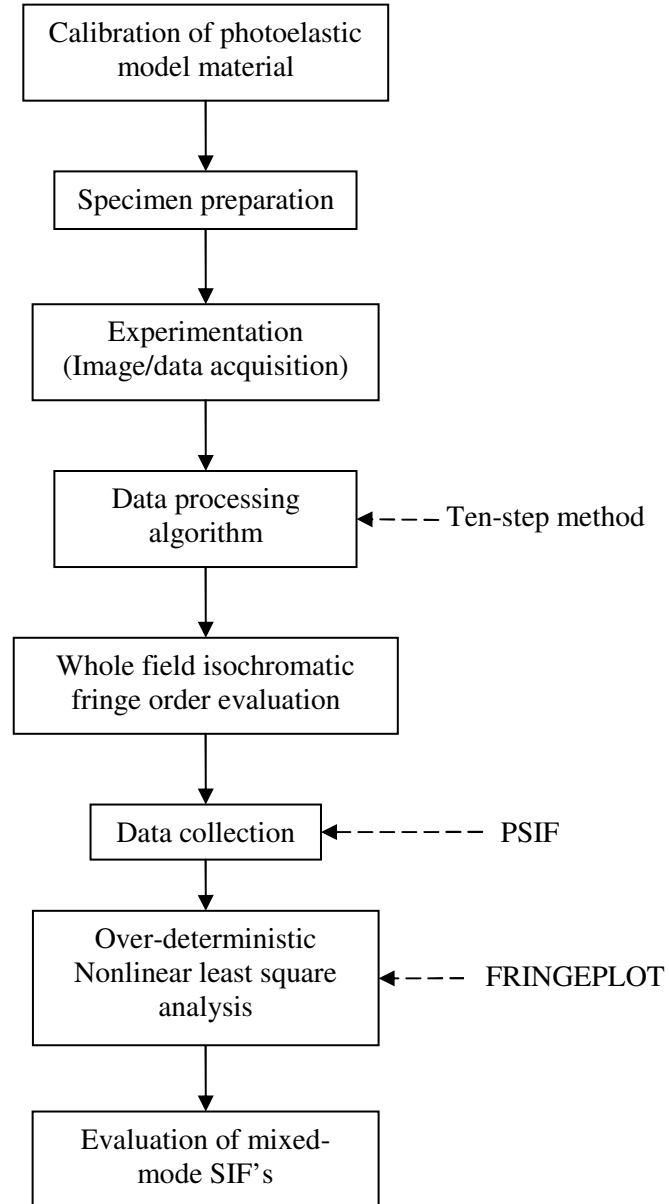 Calibration of photoelastic
model material
Specimen preparation
Experimentation
(Image/data acquisition)
Data processing
algorithm
Ten-step method
Whole field isochromatic
fringe order evaluation
Data collection
PSIF
Over-deterministic
Nonlinear least square
analysis
FRINGEPLOT
Evaluation of mixed-
mode SIF's